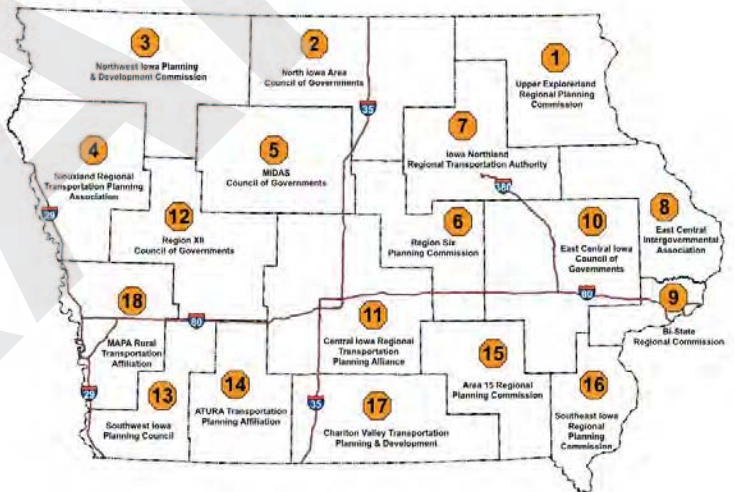 3
Northwest Iowa Planning
& Development Commission
2
North Iowa Area
Council of Governments
1
Upper Explorerland
Regional Planning
Commission
35
7
Iowa Northland
Regional Transportation Authority
380
4
Siouxland Regional
Transportation Planning
Association
29
5
MIDAS
Council of Governments
12
Region XII
Council of Governments
6
Region Six
Planning Commission
10
East Central Iowa
Council of
Governments
8
East Central
Intergovernmental
Association
80
9
Bi-State
Regional Commission
18
MAPA Rural
Transportation
Affiliation
80
11
Central Iowa Regional
Transportation
Planning Alliance
15
Area 15 Regional
Planning Commission
16
Southeast Iowa
Regional
Planning
Commission
29
13
Southwest Iowa
Planning Council
14
ATURA Transportation
Planning Affiliation
35
17
Chariton Valley Transportation
Planning & Development